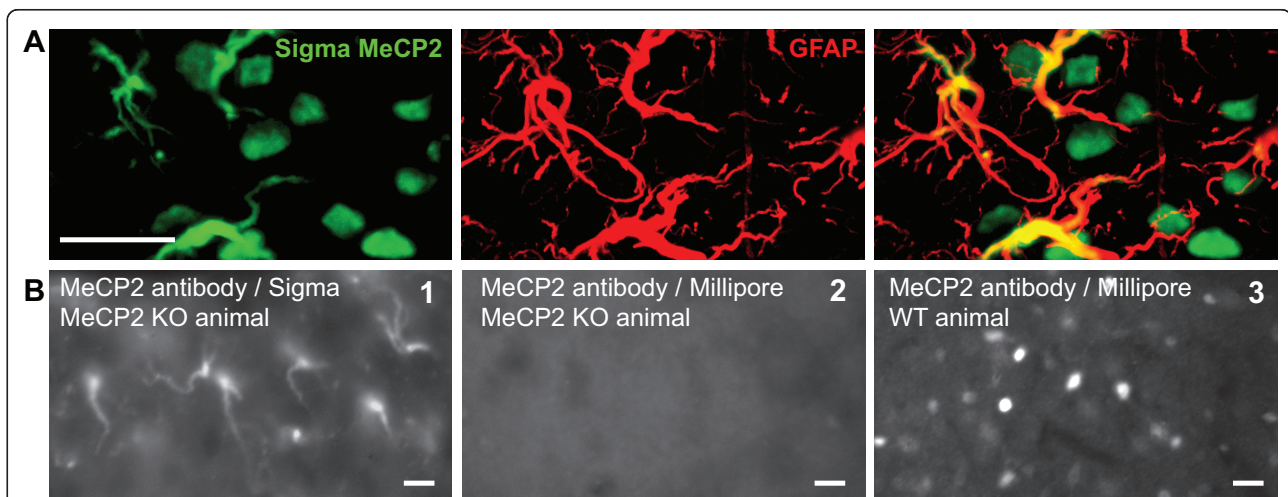 A
Sigma MeCP2
GFAP
B
MeCP2 antibody / Sigma
MeCP2 KO animal
1
MeCP2 antibody / Millipore
MeCP2 KO animal
2
MeCP2 antibody / Millipore
WT animal
3